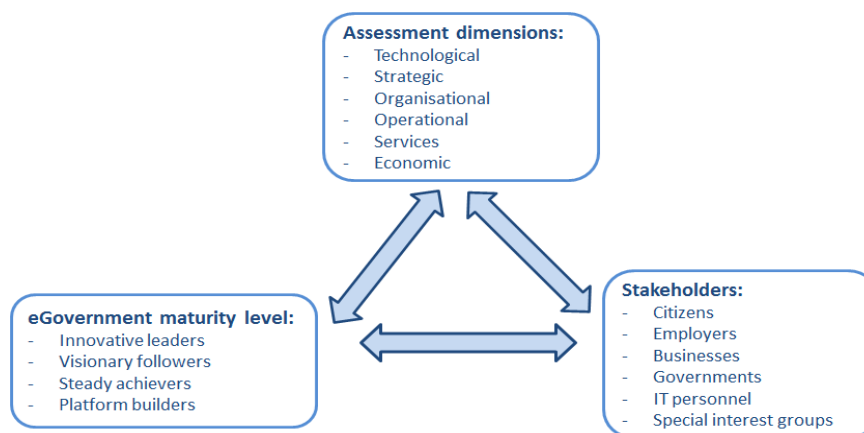 Assessment dimensions:
- Technological
- Strategic
- Organisational
- Operational
- Services
- Economic
eGovernment maturity level:
- Innovative leaders
- Visionary followers
- Steady achievers
- Platform builders
Stakeholders:
- Citizens
- Employers
- Businesses
- Governments
- IT personnel
- Special interest groups